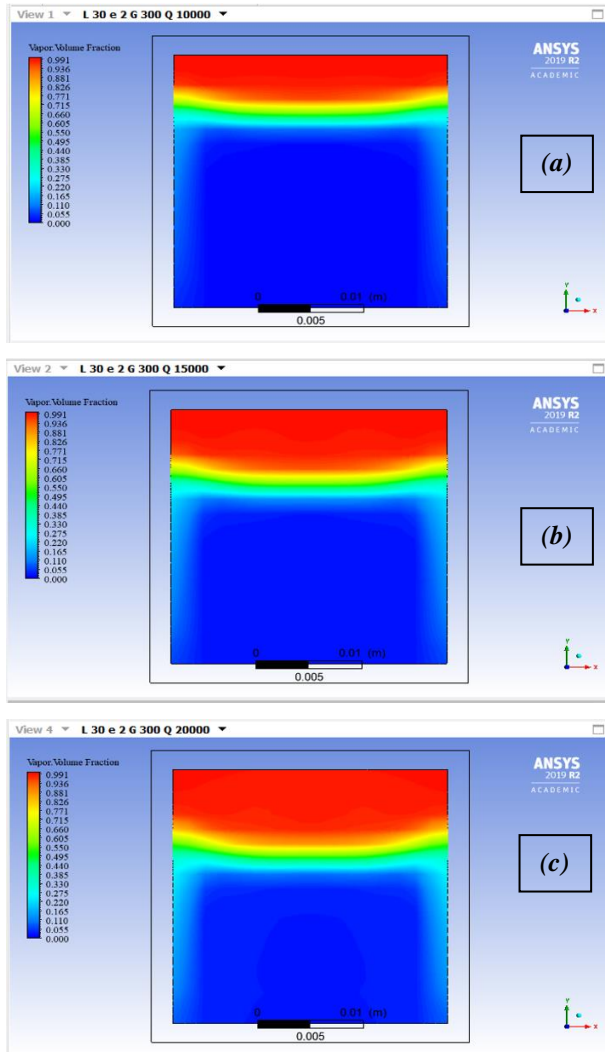 View 1 L 30 e 2 G 300 Q 10000
Vapor.Volume Fraction
0.991
0.936
0.881
0.826
0.771
0.715
0.660
0.605
0.550
0.495
0.440
0.385
0.330
0.275
0.220
0.165
0.110
0.055
0.000
ANSYS
2019 R2
ACADEMIC
(a)
0 0.01 (m)
0.005
Y
X
View 2 L 30 e 2 G 300 Q 15000
Vapor.Volume Fraction
0.991
0.936
0.881
0.826
0.771
0.715
0.660
0.605
0.550
0.495
0.440
0.385
0.330
0.275
0.220
0.165
0.110
0.055
0.000
ANSYS
2019 R2
ACADEMIC
(b)
0 0.01 (m)
0.005
Y
X
View 4 L 30 e 2 G 300 Q 20000
Vapor.Volume Fraction
0.991
0.936
0.881
0.826
0.771
0.715
0.660
0.605
0.550
0.495
0.440
0.385
0.330
0.275
0.220
0.165
0.110
0.055
0.000
ANSYS
2019 R2
ACADEMIC
(c)
0 0.01 (m)
0.005
Y
X